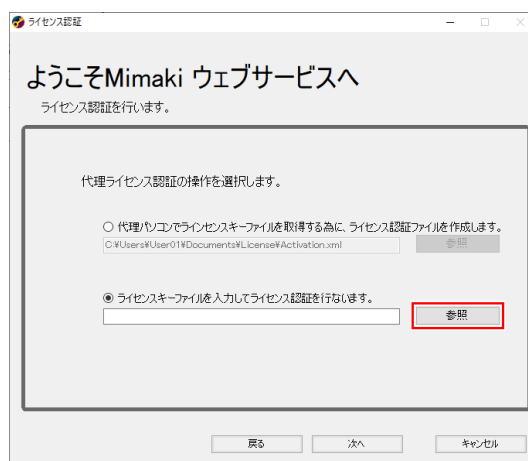 ライセンス認証
ようこそMimaki ウェブサービスへ
ライセンス認証を行います。
代理ライセンス認証の操作を選択します。
代理パソコンでラインセンスキーファイルを取得する為に、ライセンス認証ファイルを作成します。
C:¥Users¥User01¥Documents¥License¥Activation.xml 参照
ライセンスキーファイルを入力してライセンス認証を行ないます。
参照
戻る 次へ キャンセル